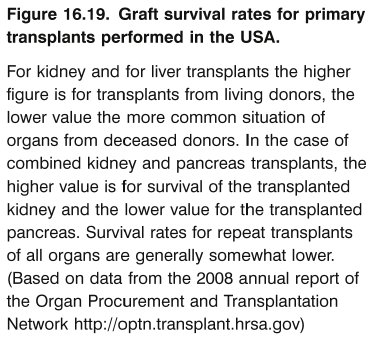 Figure 16.19. Graft survival rates for primary
transplants performed in the USA.
For kidney and for liver transplants the higher
figure is for transplants from living donors, the
lower value the more common situation of
organs from deceased donors. In the case of
combined kidney and pancreas transplants, the
higher value is for survival of the transplanted
kidney and the lower value for the transplanted
pancreas. Survival rates for repeat transplants
of all organs are generally somewhat lower.
(Based on data from the 2008 annual report of
the Organ Procurement and Transplantation
Network http://optn.transplant.hrsa.gov)